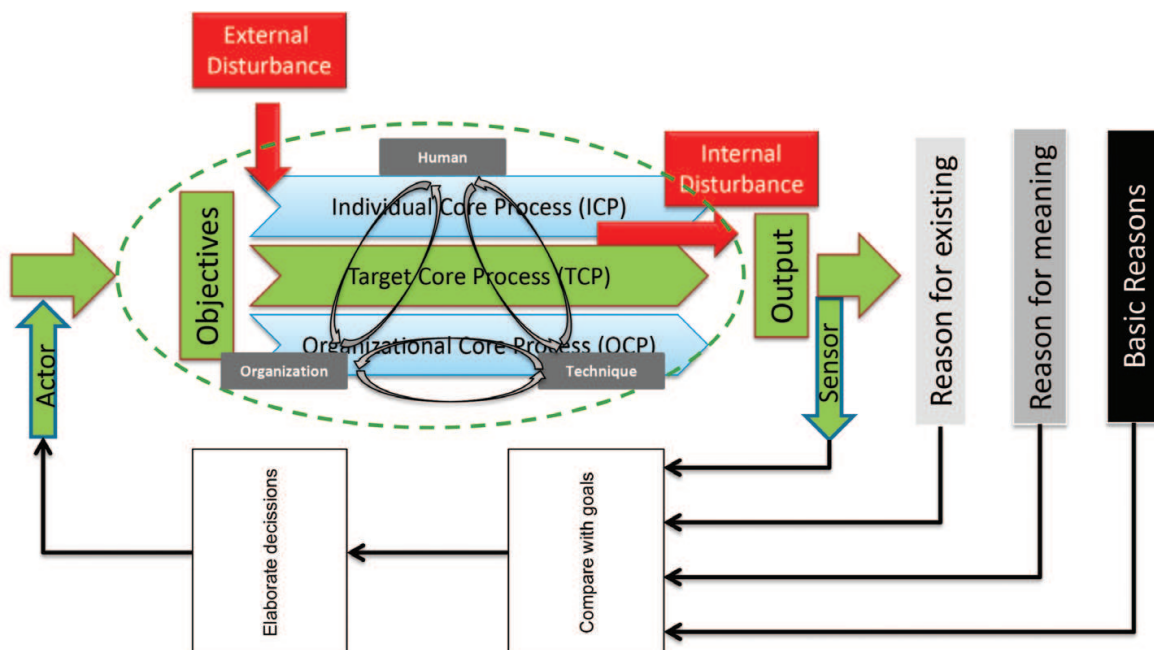 External
Disturbance
Human
Internal
Disturbance
Individual Core Process (ICP)
Target Core Process (TCP)
Organizational Core Process (OCP)
Objectives
Output
Organization
Technique
Actor
Sensor
Reason for existing
Reason for meaning
Basic Reasons
Elaborate decissions
Compare with goals